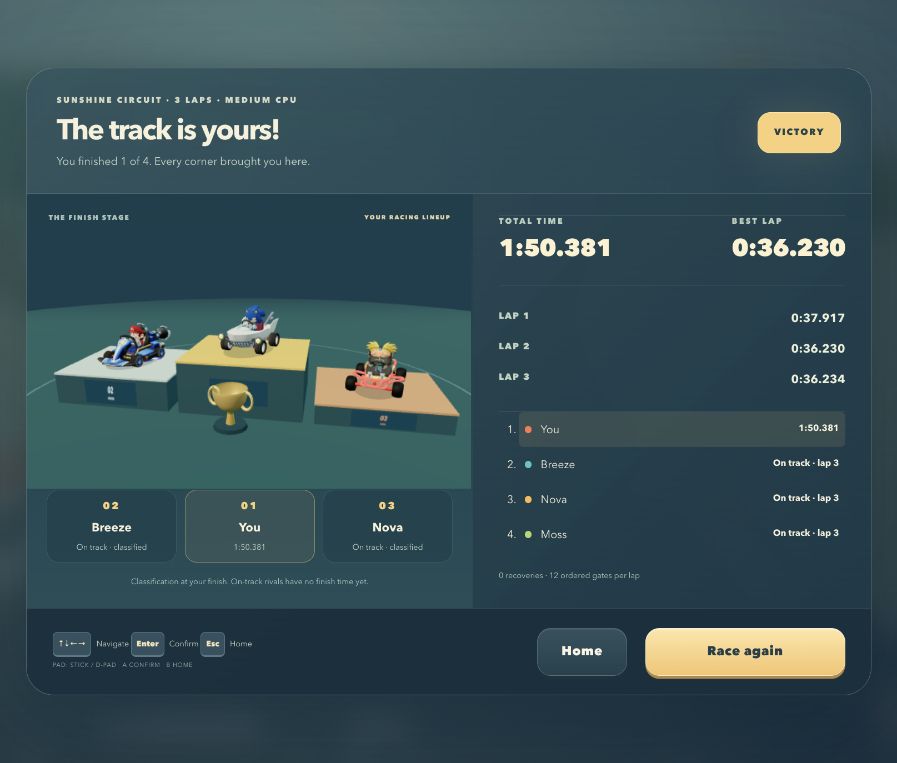 SUNSHINE CIRCUIT · 3 LAPS · MEDIUM CPU
The track is yours!
You finished 1 of 4. Every corner brought you here.
VICTORY
THE FINISH STAGE
YOUR RACING LINEUP
02
03
02
Breeze
On track · classified
01
You
1:50.381
03
Nova
On track · classified
Classification at your finish. On-track rivals have no finish time yet.
TOTAL TIME
1:50.381
BEST LAP
0:36.230
LAP 1 0:37.917
LAP 2 0:36.230
LAP 3 0:36.234
1. You 1:50.381
2. Breeze On track · lap 3
3. Nova On track · lap 3
4. Moss On track · lap 3
0 recoveries · 12 ordered gates per lap
↑↓←→ Navigate Enter Confirm Esc Home
PAD: STICK / D-PAD · A CONFIRM · B HOME
Home
Race again